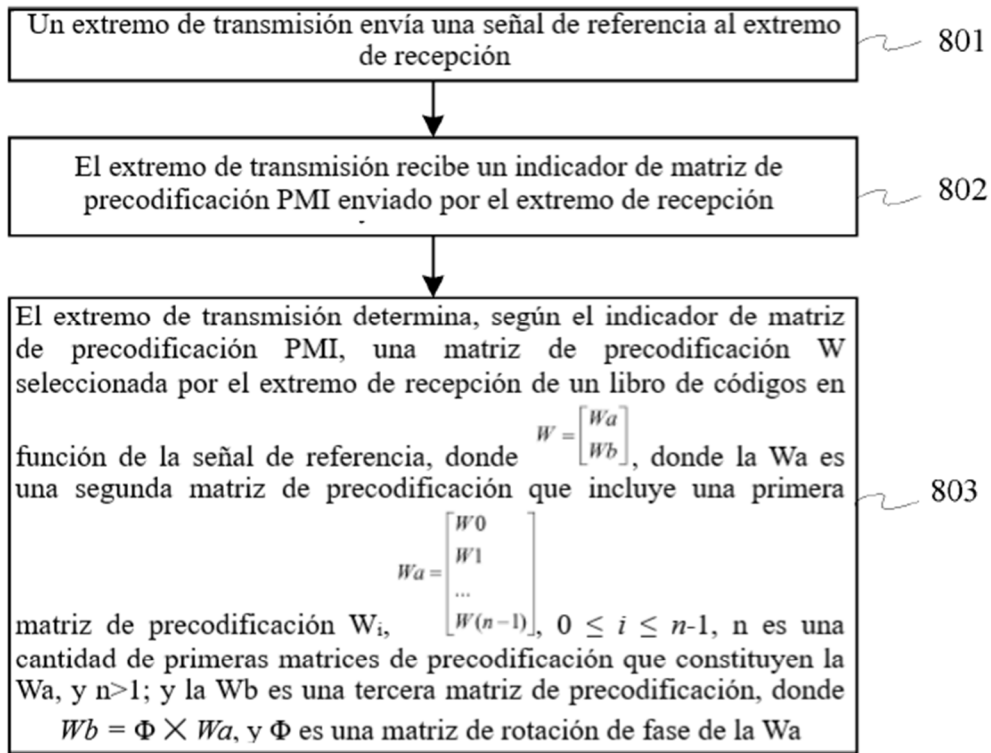 Un extremo de transmisión envía una señal de referencia al extremo
de recepción
801
El extremo de transmisión recibe un indicador de matriz de
precodificación PMI enviado por el extremo de recepción
802
El extremo de transmisión determina, según el indicador de matriz
de precodificación PMI, una matriz de precodificación W
seleccionada por el extremo de recepción de un libro de códigos en
función de la señal de referencia, donde W = [Wa Wb], donde la Wa es
una segunda matriz de precodificación que incluye una primera
matriz de precodificación Wi, Wa = [W0 W1 ... W(n−1)], 0 ≤ i ≤ n-1, n es una
cantidad de primeras matrices de precodificación que constituyen la
Wa, y n>1; y la Wb es una tercera matriz de precodificación, donde
Wb = Φ × Wa, y Φ es una matriz de rotación de fase de la Wa
803